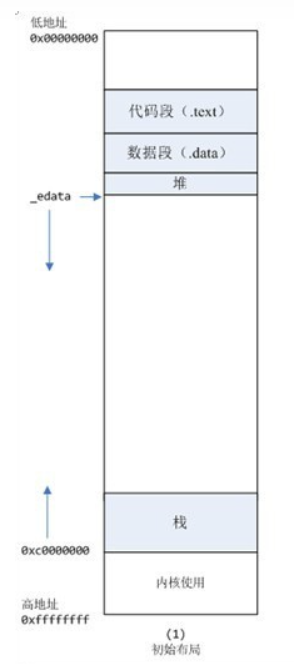 低地址
0x00000000
代码段（.text）
数据段（.data）
堆
_edata
栈
0xc0000000
内核使用
高地址
0xffffffff
(1)
初始布局